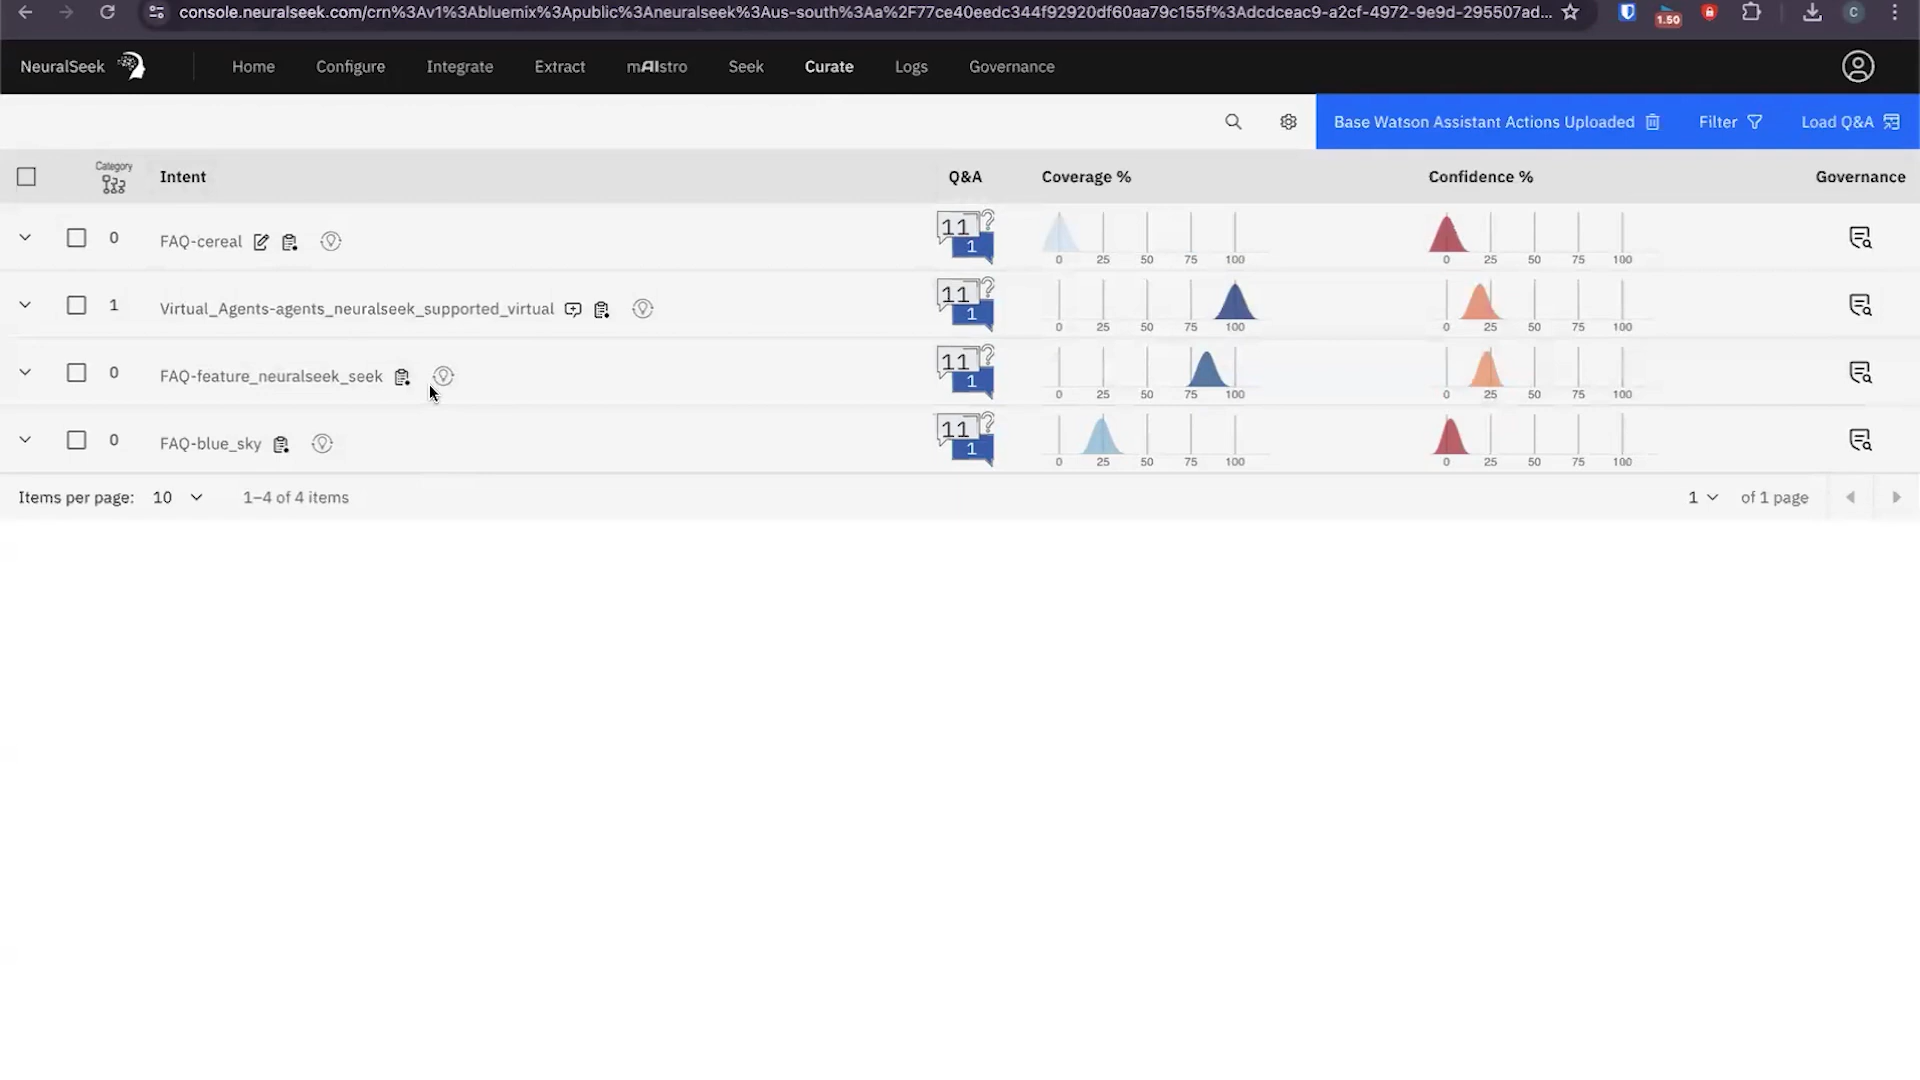 console.neuralseek.com/crn%3Av1%3Abluemix%3Apublic%3Aneuralseek%3Aus-south%3Aa%2F77ce40eedc344f92920df60aa79c155f%3Adcdceac9-a2cf-4972-9e9d-295507ad...
1.50
C
NeuralSeek
Home
Configure
Integrate
Extract
mAIstro
Seek
Curate
Logs
Governance
Base Watson Assistant Actions Uploaded
Filter
Load Q&A
Category
Intent
Q&A
Coverage %
Confidence %
Governance
0
FAQ-cereal
11
?
1
0 25 50 75 100
0 25 50 75 100
1
Virtual_Agents-agents_neuralseek_supported_virtual
11
?
1
0 25 50 75 100
0 25 50 75 100
0
FAQ-feature_neuralseek_seek
11
?
1
0 25 50 75 100
0 25 50 75 100
0
FAQ-blue_sky
11
?
1
0 25 50 75 100
0 25 50 75 100
Items per page: 10
1–4 of 4 items
1
of 1 page